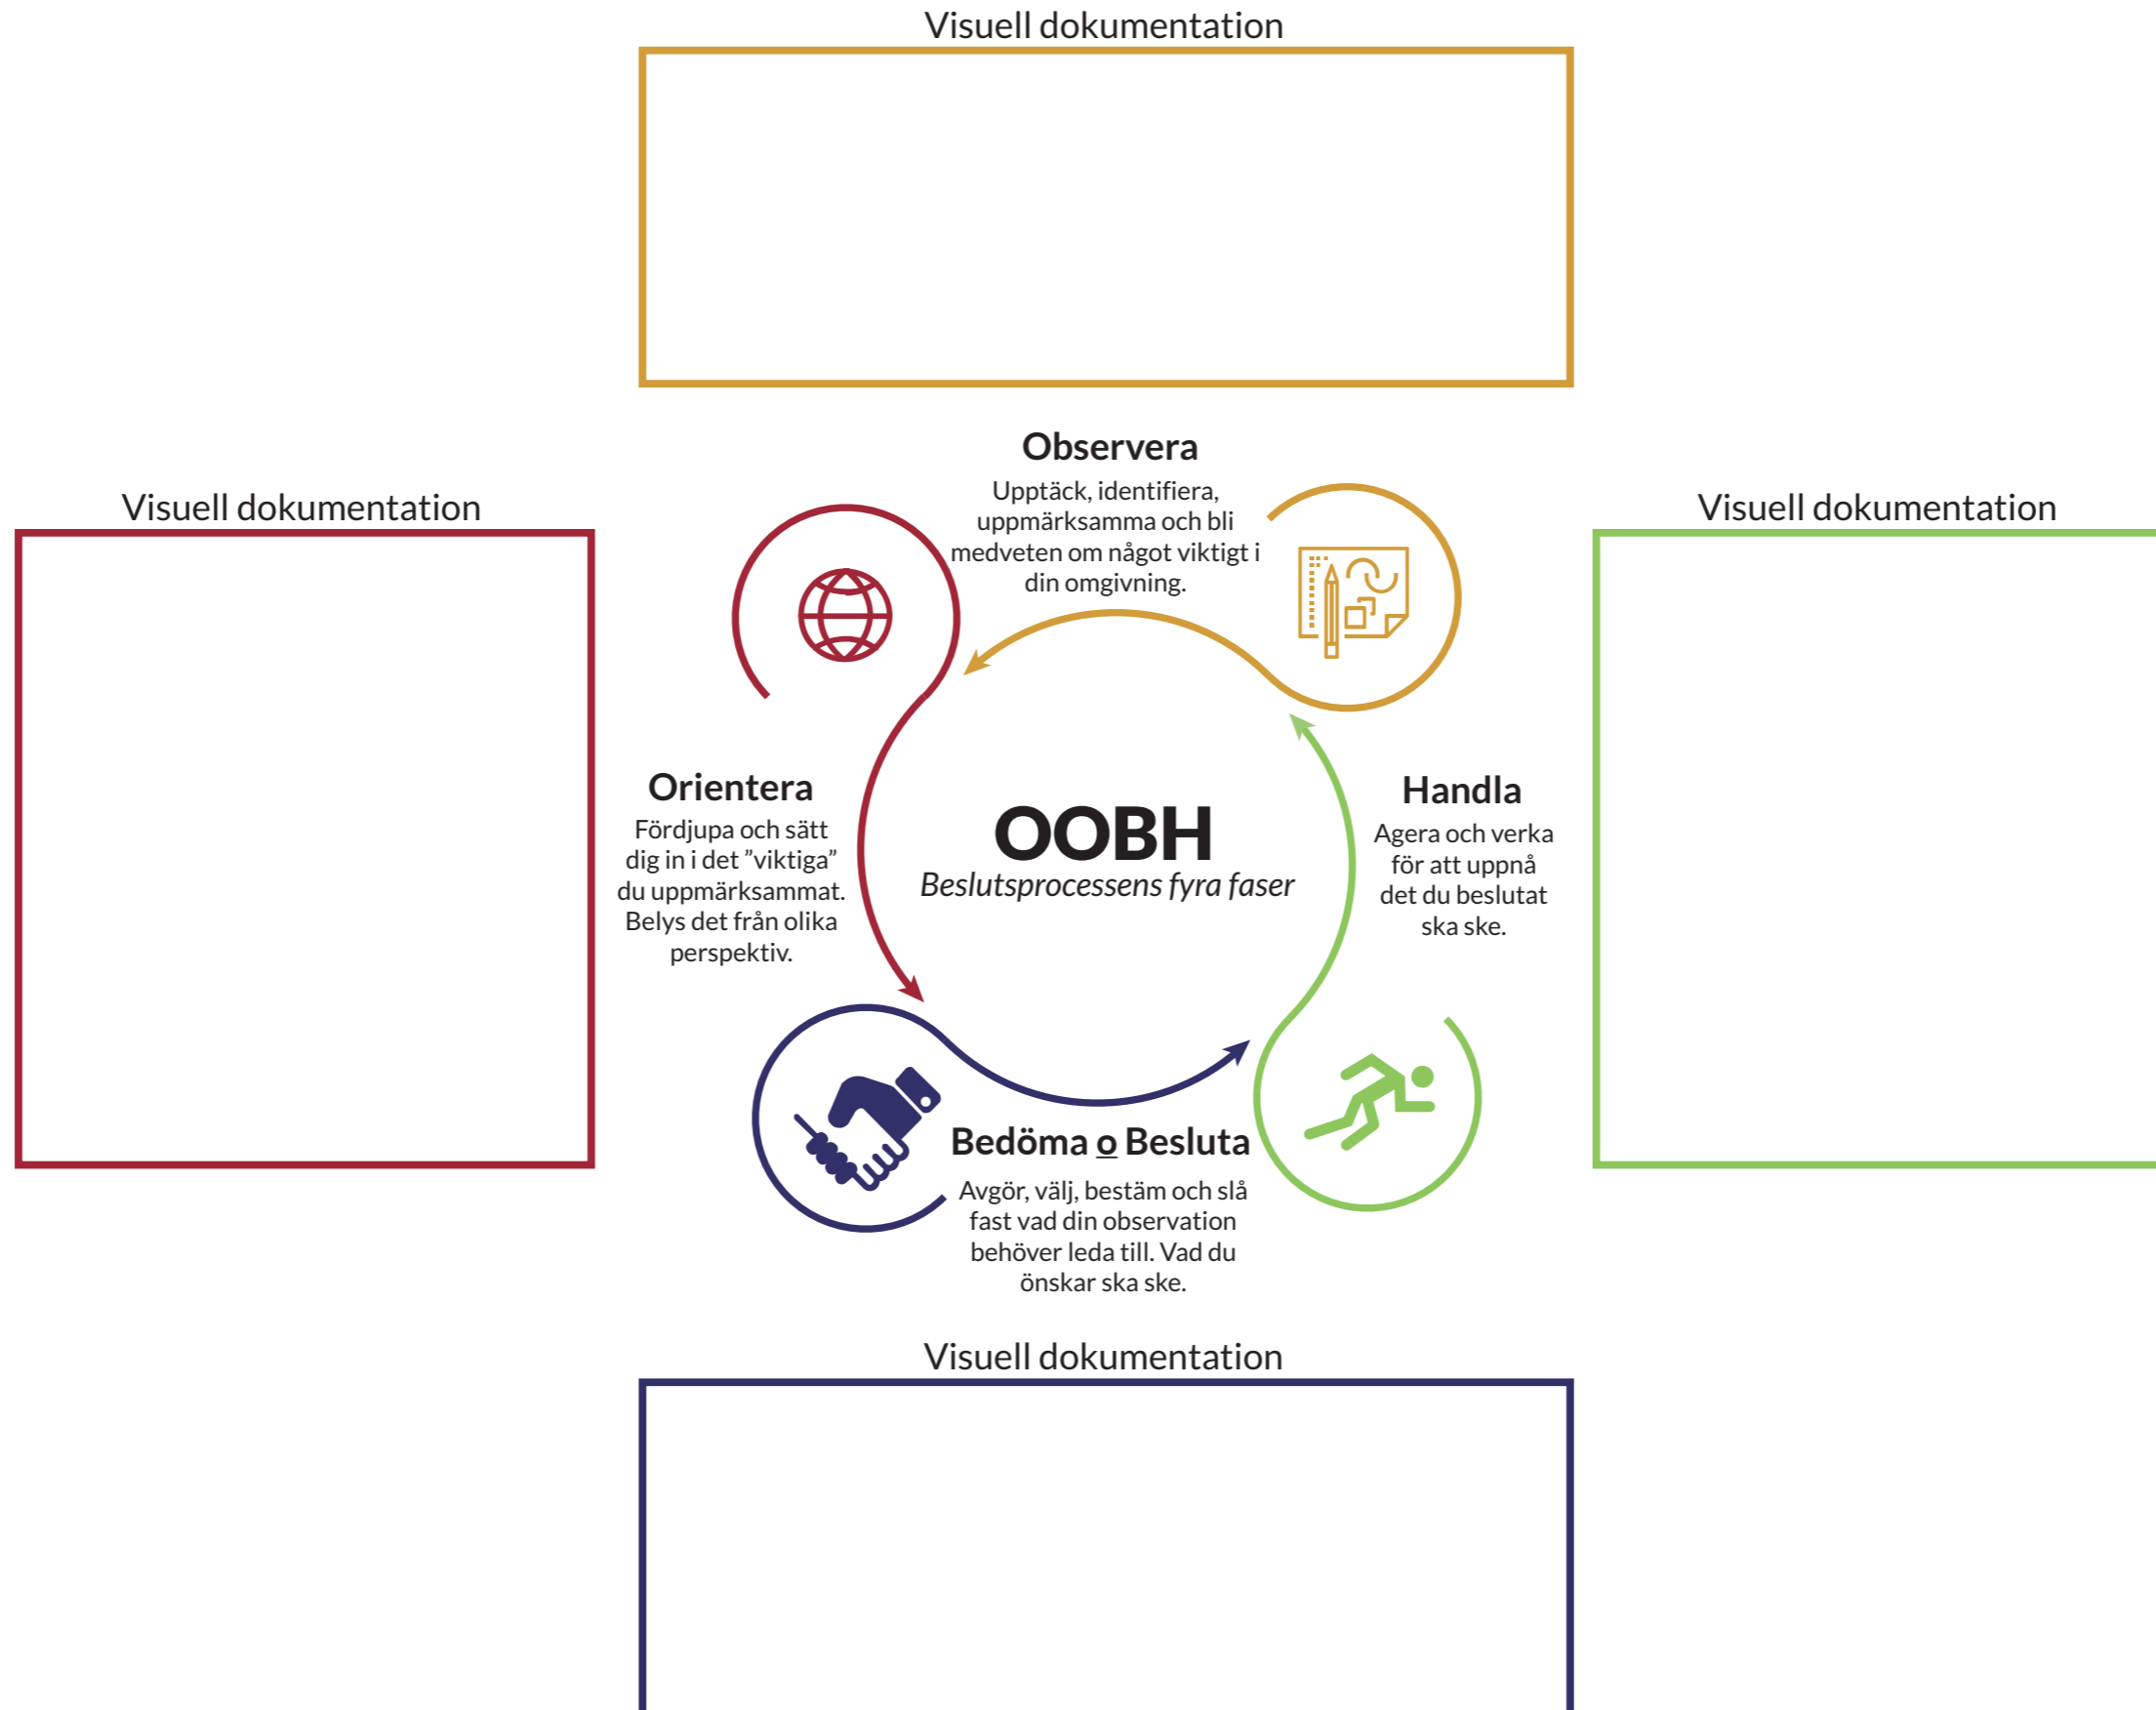 Visuell dokumentation
Observera
Upptäck, identifiera,
uppmärksamma och bli
medveten om något viktigt i
din omgivning.
Visuell dokumentation
Visuell dokumentation
Orientera
Fördjupa och sätt
dig in i det ”viktiga”
du uppmärksammat.
Belys det från olika
perspektiv.
OOBH
Beslutsprocessens fyra faser
Handla
Agera och verka
för att uppnå
det du beslutat
ska ske.
Bedöma o Besluta
Avgör, välj, bestäm och slå
fast vad din observation
behöver leda till. Vad du
önskar ska ske.
Visuell dokumentation